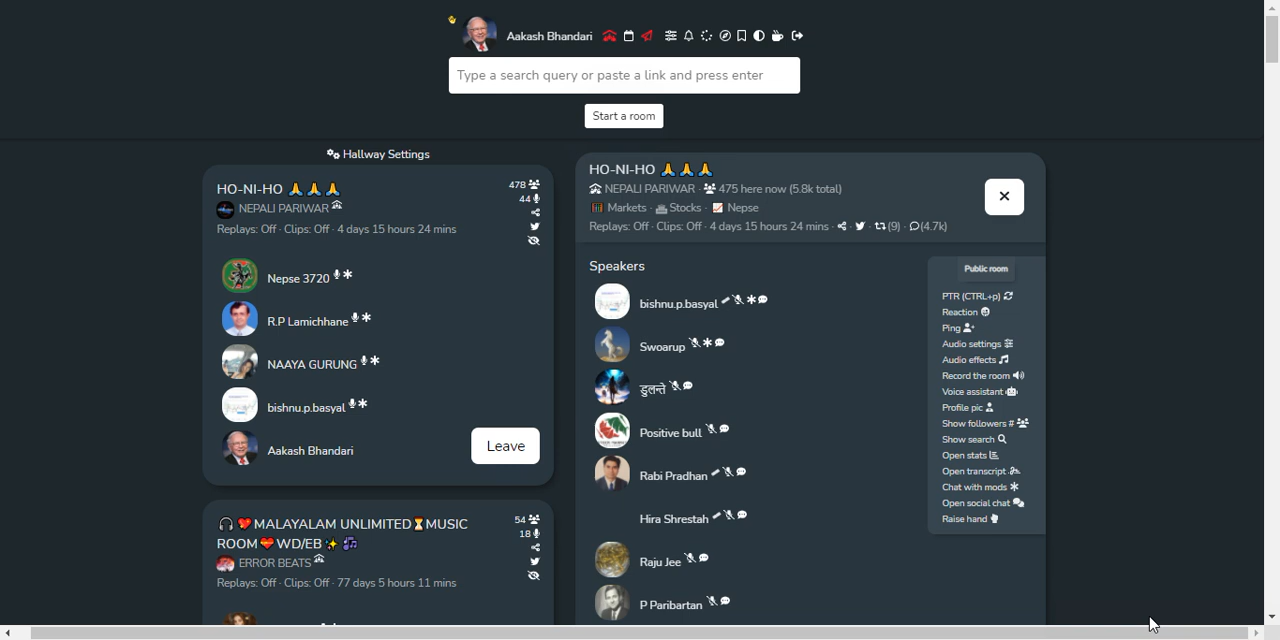 Aakash Bhandari
Type a search query or paste a link and press enter
Start a room
Hallway Settings
HO-NI-HO 🙏 🙏 🙏
478
44
NEPALI PARIWAR
Replays: Off · Clips: Off · 4 days 15 hours 24 mins
Nepse 3720
R.P Lamichhane
NAAYA GURUNG
bishnu.p.basyal
Aakash Bhandari
Leave
🎧 💖MALAYALAM UNLIMITED⏳MUSIC
ROOM💝WD/EB ✨ 🎶
54
18
ERROR BEATS
Replays: Off · Clips: Off · 77 days 5 hours 11 mins
HO-NI-HO 🙏 🙏 🙏
NEPALI PARIWAR · 475 here now (5.8k total)
Markets · Stocks · Nepse
Replays: Off · Clips: Off · 4 days 15 hours 24 mins · (9) · (4.7k)
Speakers
bishnu.p.basyal
Swoarup
डुलन्ते
Positive bull
Rabi Pradhan
Hira Shrestah
Raju Jee
P Paribartan
Public room
PTR (CTRL+p)
Reaction
Ping
Audio settings
Audio effects
Record the room
Voice assistant
Profile pic
Show followers #
Show search
Open stats
Open transcript
Chat with mods
Open social chat
Raise hand